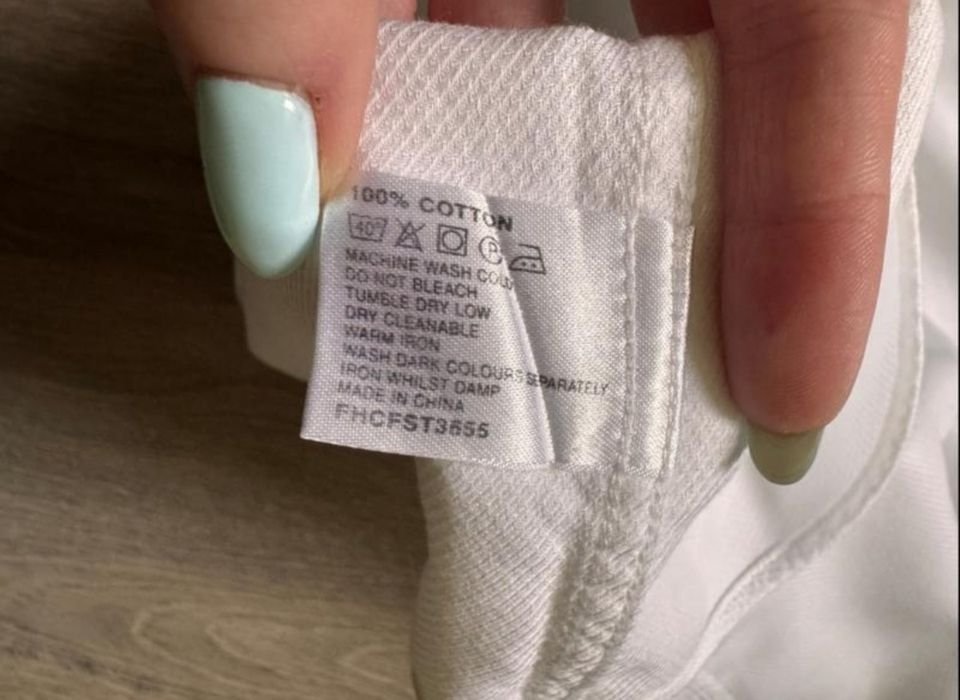 100% COTTON
40° P
MACHINE WASH COLD
DO NOT BLEACH
TUMBLE DRY LOW
DRY CLEANABLE
WARM IRON
WASH DARK COLOURS SEPARATELY
IRON WHILST DAMP
MADE IN CHINA
FHCFST3655